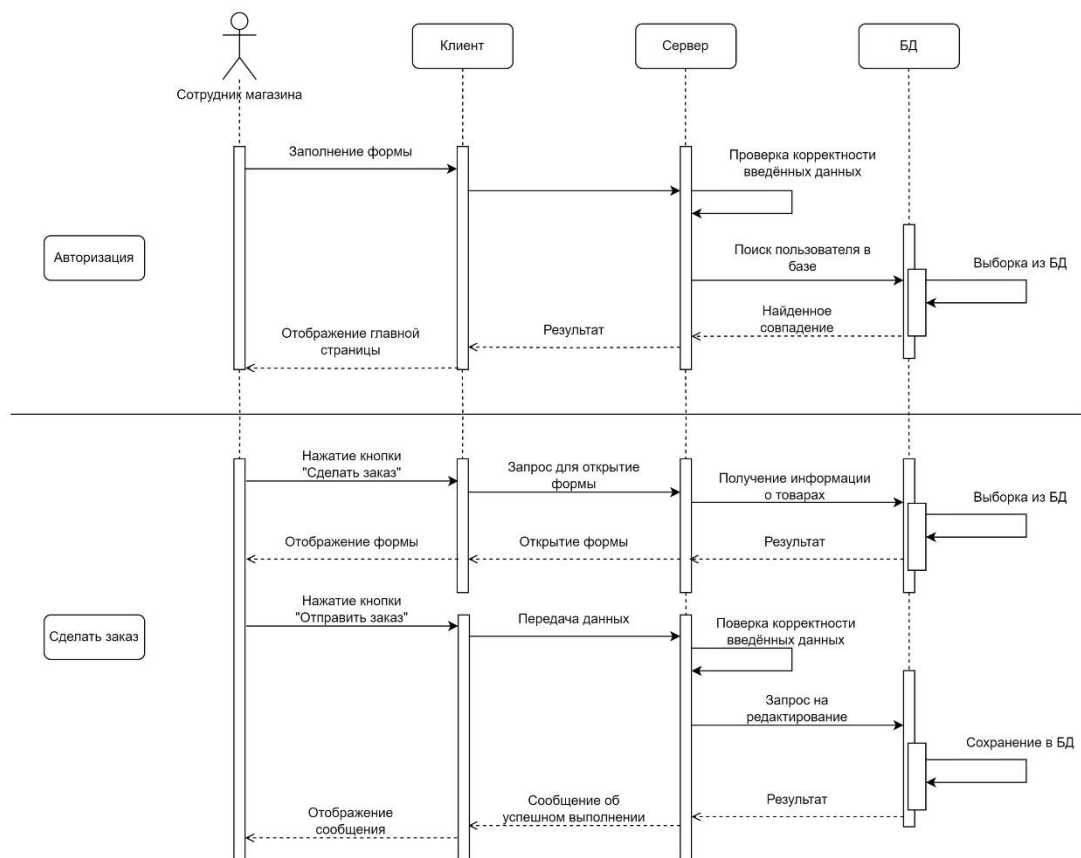 Клиент
Сервер
БД
Сотрудник магазина
Заполнение формы
Проверка корректности
введённых данных
Авторизация
Поиск пользователя в
базе
Выборка из БД
Найденное
совпадение
Результат
Отображение главной
страницы
Нажатие кнопки
"Сделать заказ"
Запрос для открытие
формы
Получение информации
о товарах
Выборка из БД
Отображение формы
Открытие формы
Результат
Нажатие кнопки
"Отправить заказ"
Передача данных
Поверка корректности
введённых данных
Сделать заказ
Запрос на
редактирование
Сохранение в БД
Результат
Сообщение об
успешном выполнении
Отображение
сообщения